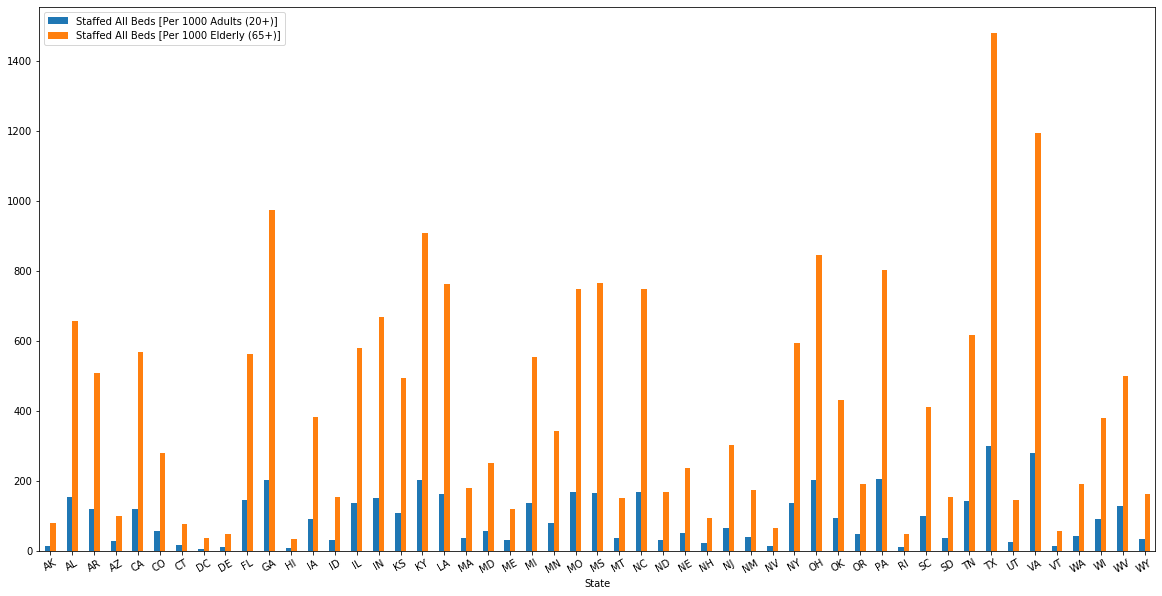 Staffed All Beds [Per 1000 Adults (20+)]
Staffed All Beds [Per 1000 Elderly (65+)]
1400
1200
1000
800
600
400
200
0
AK AL AR AZ CA CO CT DC DE FL GA HI IA ID IL IN KS KY LA MA MD ME MI MN MO MS MT NC ND NE NH NJ NM NV NY OH OK OR PA RI SC SD TN TX UT VA VT WA WI WV WY
State